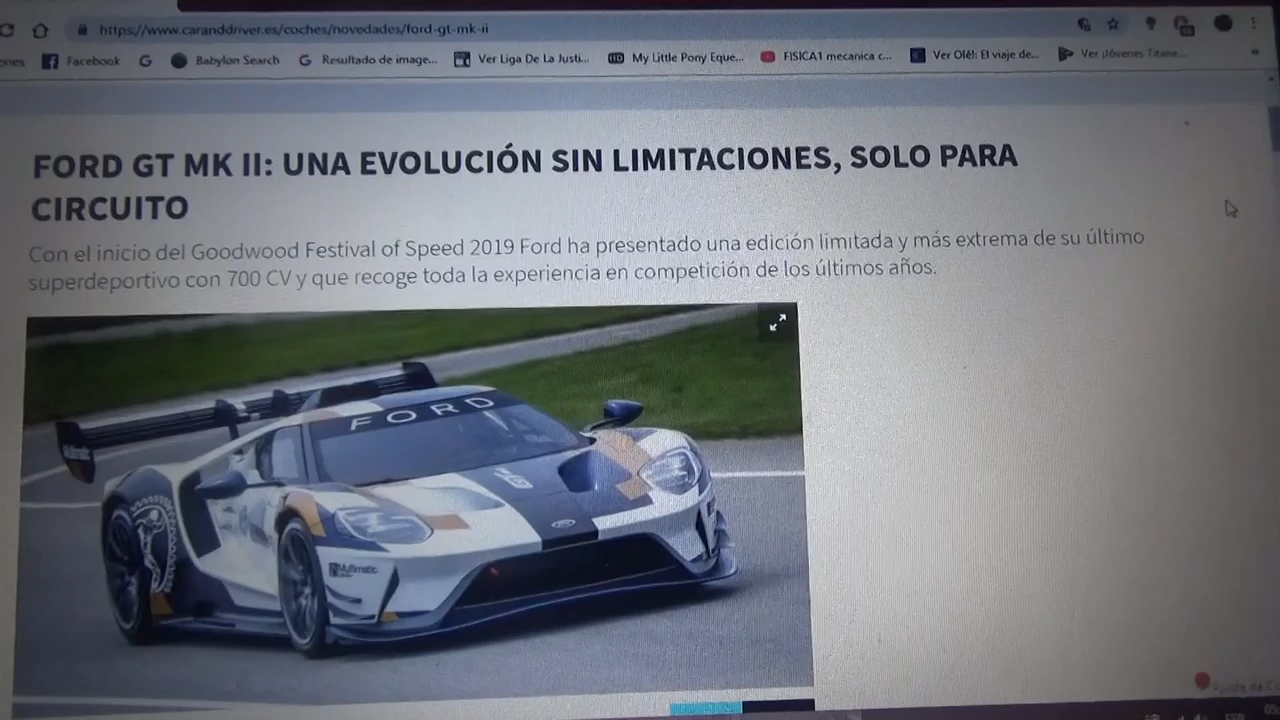 https://www.caranddriver.es/coches/novedades/ford-gt-mk-ii
Facebook
Babylon Search
Resultado de image...
Ver Liga De La Justi...
My Little Pony Eque...
FISICA1 mecanica c...
Ver Olé!: El viaje de...
Ver ¡Jóvenes Titane...
FORD GT MK II: UNA EVOLUCIÓN SIN LIMITACIONES, SOLO PARA
CIRCUITO
Con el inicio del Goodwood Festival of Speed 2019 Ford ha presentado una edición limitada y más extrema de su último
superdeportivo con 700 CV y que recoge toda la experiencia en competición de los últimos años.
FORD
Multimatic